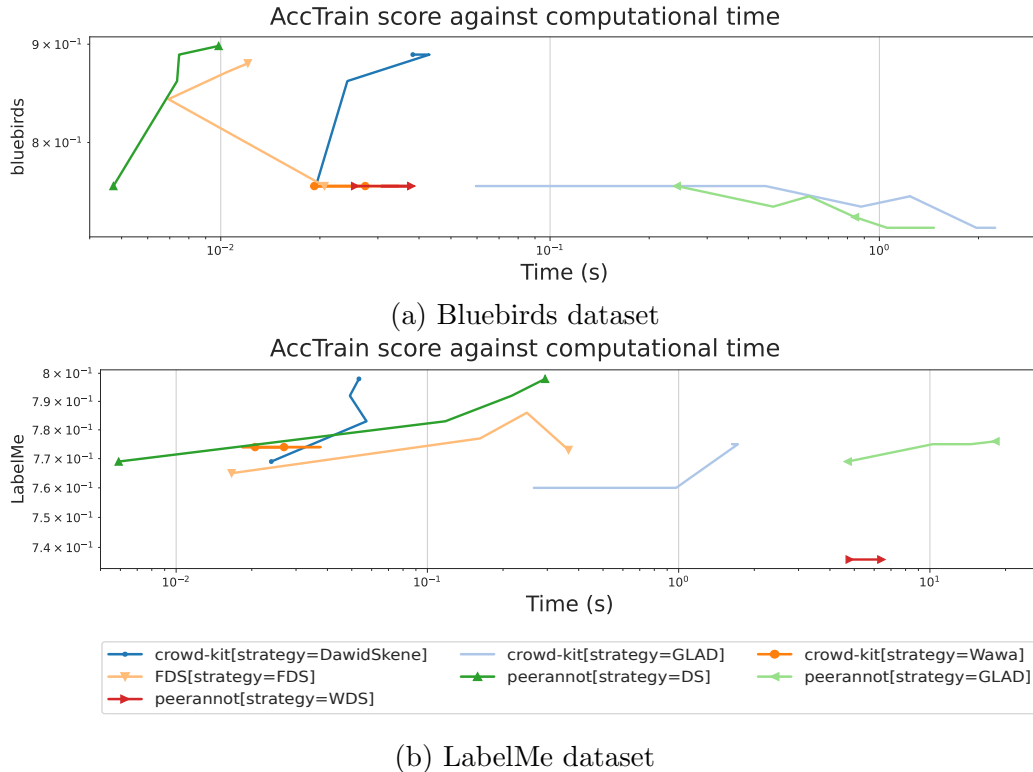 AccTrain score against computational time
9 × 10⁻¹
8 × 10⁻¹
bluebirds
10⁻² 10⁻¹ 10⁰
Time (s)
(a) Bluebirds dataset
AccTrain score against computational time
8 × 10⁻¹
7.9 × 10⁻¹
7.8 × 10⁻¹
7.7 × 10⁻¹
7.6 × 10⁻¹
7.5 × 10⁻¹
7.4 × 10⁻¹
LabelMe
10⁻² 10⁻¹ 10⁰ 10¹
Time (s)
crowd-kit[strategy=DawidSkene] crowd-kit[strategy=GLAD] crowd-kit[strategy=Wawa]
FDS[strategy=FDS] peerannot[strategy=DS] peerannot[strategy=GLAD]
peerannot[strategy=WDS]
(b) LabelMe dataset